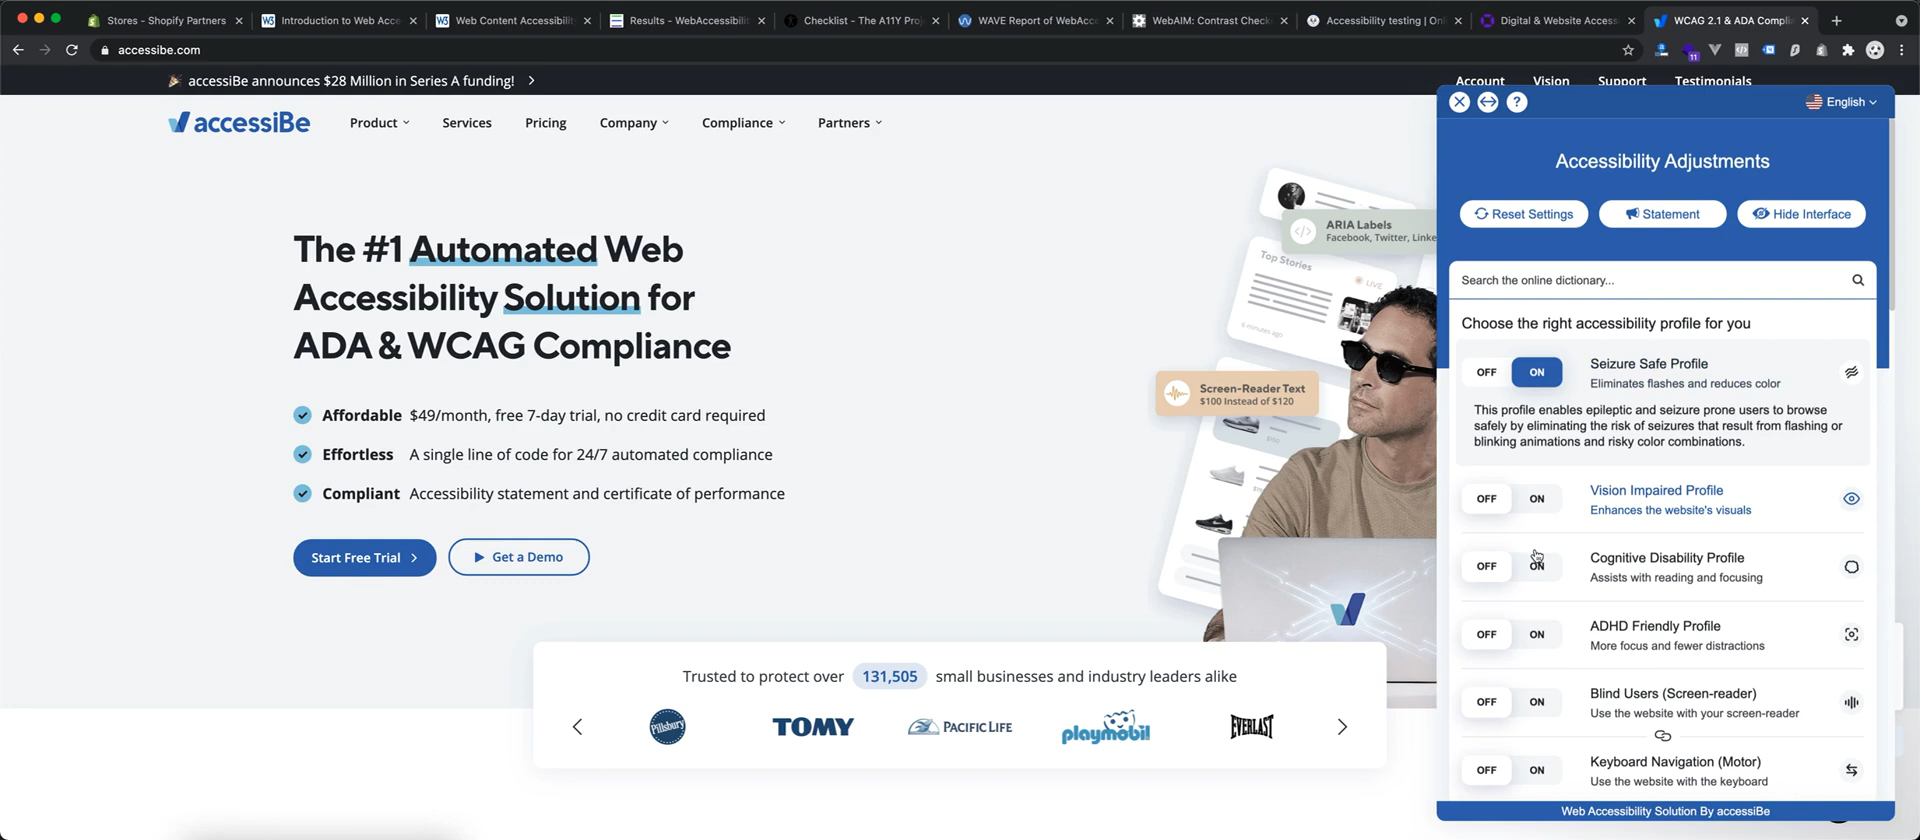 Stores - Shopify Partners
Introduction to Web Acce
Web Content Accessibility
Results - WebAccessibilit
Checklist - The A11Y Proj
WAVE Report of WebAcce
WebAIM: Contrast Check
Accessibility testing | Onl
Digital & Website Access
WCAG 2.1 & ADA Compli
accessibe.com
11
accessiBe announces $28 Million in Series A funding!
Account Vision Support Testimonials
accessiBe
Product Services Pricing Company Compliance Partners
The #1 Automated Web
Accessibility Solution for
ADA & WCAG Compliance
Affordable $49/month, free 7-day trial, no credit card required
Effortless A single line of code for 24/7 automated compliance
Compliant Accessibility statement and certificate of performance
Start Free Trial
Get a Demo
ARIA Labels
Facebook, Twitter, Linke
Top Stories
LIVE
6 minutes ago
Screen-Reader Text
$100 Instead of $120
Trusted to protect over 131,505 small businesses and industry leaders alike
Pillsbury
TOMY
PACIFIC LIFE
playmobil
EVERLAST
English
Accessibility Adjustments
Reset Settings
Statement
Hide Interface
Search the online dictionary...
Choose the right accessibility profile for you
OFF ON Seizure Safe Profile
Eliminates flashes and reduces color
This profile enables epileptic and seizure prone users to browse
safely by eliminating the risk of seizures that result from flashing or
blinking animations and risky color combinations.
OFF ON Vision Impaired Profile
Enhances the website's visuals
OFF ON Cognitive Disability Profile
Assists with reading and focusing
OFF ON ADHD Friendly Profile
More focus and fewer distractions
OFF ON Blind Users (Screen-reader)
Use the website with your screen-reader
OFF ON Keyboard Navigation (Motor)
Use the website with the keyboard
Web Accessibility Solution By accessiBe